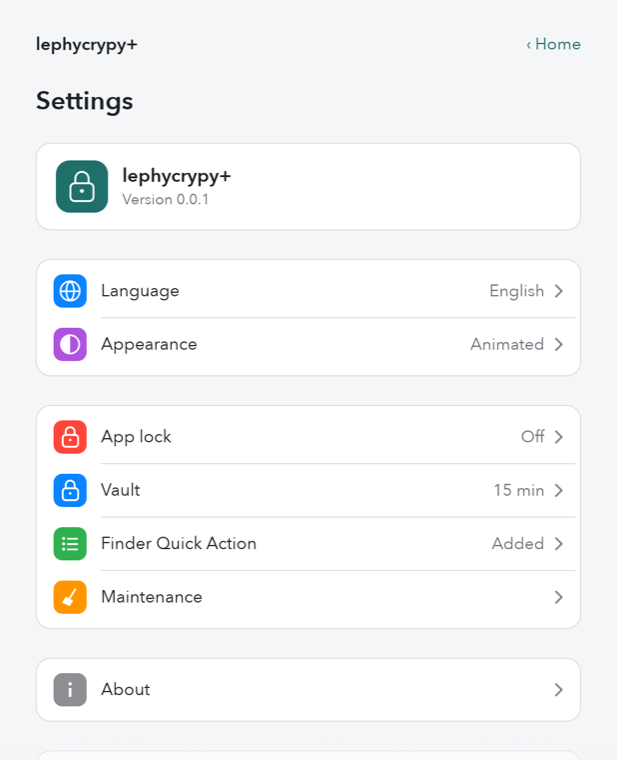 lephycrypy+
‹ Home
Settings
lephycrypy+
Version 0.0.1
Language English
Appearance Animated
App lock Off
Vault 15 min
Finder Quick Action Added
Maintenance
About